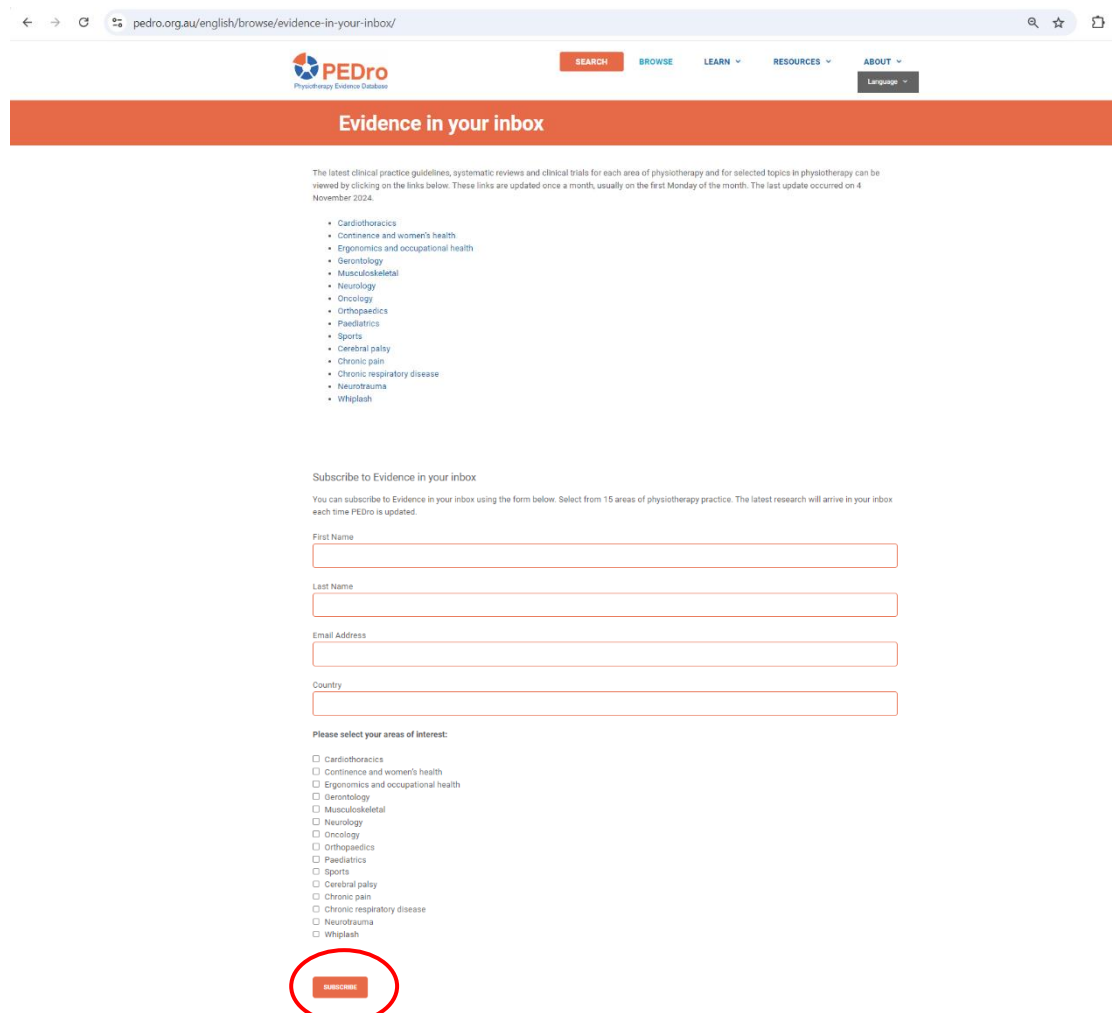 pedro.org.au/english/browse/evidence-in-your-inbox/
PEDro
Physiotherapy Evidence Database
SEARCH BROWSE LEARN RESOURCES ABOUT
Language
Evidence in your inbox
The latest clinical practice guidelines, systematic reviews and clinical trials for each area of physiotherapy and for selected topics in physiotherapy can be
viewed by clicking on the links below. These links are updated once a month, usually on the first Monday of the month. The last update occurred on 4
November 2024.
• Cardiothoracics
• Continence and women's health
• Ergonomics and occupational health
• Gerontology
• Musculoskeletal
• Neurology
• Oncology
• Orthopaedics
• Paediatrics
• Sports
• Cerebral palsy
• Chronic pain
• Chronic respiratory disease
• Neurotrauma
• Whiplash
Subscribe to Evidence in your inbox
You can subscribe to Evidence in your inbox using the form below. Select from 15 areas of physiotherapy practice. The latest research will arrive in your inbox
each time PEDro is updated.
First Name
Last Name
Email Address
Country
Please select your areas of interest:
Cardiothoracics
Continence and women's health
Ergonomics and occupational health
Gerontology
Musculoskeletal
Neurology
Oncology
Orthopaedics
Paediatrics
Sports
Cerebral palsy
Chronic pain
Chronic respiratory disease
Neurotrauma
Whiplash
SUBSCRIBE